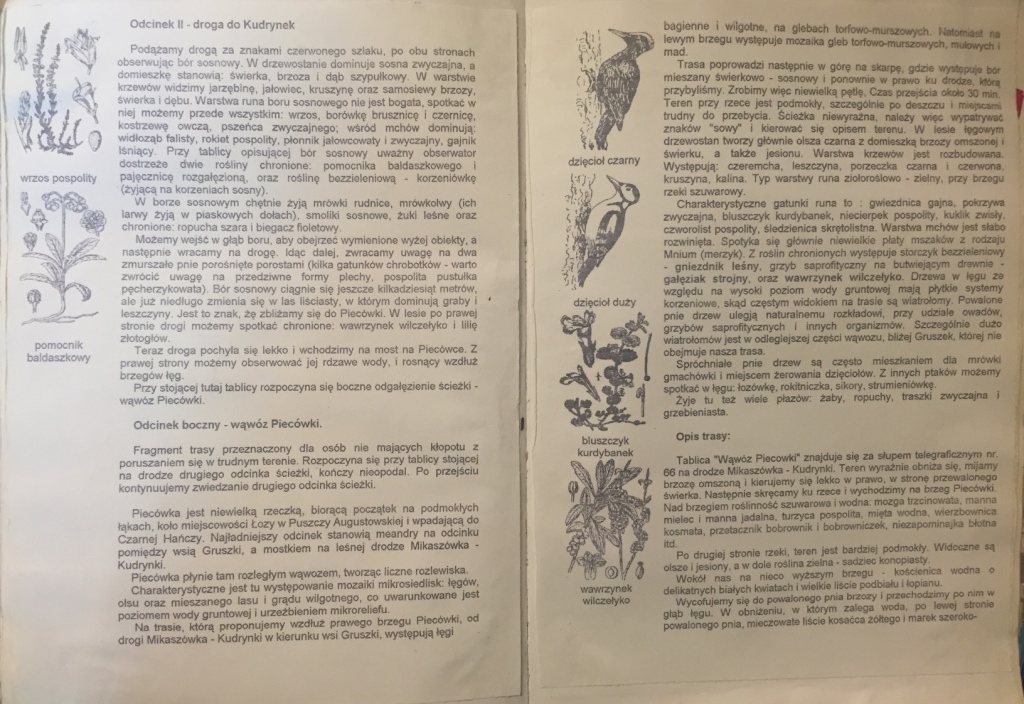 Odcinek II - droga do Kudrynek
Podążamy drogą za znakami czerwonego szlaku, po obu stronach
obserwując bór sosnowy. W drzewostanie dominuje sosna zwyczajna, a
domieszkę stanowią: świerka, brzoza i dąb szypułkowy. W warstwie
krzewów widzimy jarzębinę, jałowiec, kruszynę oraz samosiewy brzozy,
świerka i dębu. Warstwa runa boru sosnowego nie jest bogata, spotkać w
niej możemy przede wszystkim: wrzos, borówkę brusznicę i czernicę,
kostrzewę owczą, pszeńca zwyczajnego; wśród mchów dominują:
widłoząb falisty, rokiet pospolity, płonnik jałowcowaty i zwyczajny, gajnik
lśniący. Przy tablicy opisującej bór sosnowy uważny obserwator
dostrzeże dwie rośliny chronione: pomocnika baldaszkowego i
pajęcznicę rozgałęzioną, oraz roślinę bezzieleniową - korzeniówkę
(żyjącą na korzeniach sosny).
W borze sosnowym chętnie żyją mrówki rudnice, mrówkolwy (ich
larwy żyją w piaskowych dołach), smoliki sosnowe, żuki leśne oraz
chronione: ropucha szara i biegacz fioletowy.
Możemy wejść w głąb boru, aby obejrzeć wymienione wyżej obiekty, a
następnie wracamy na drogę. Idąc dalej, zwracamy uwagę na dwa
zmurszałe pnie porośnięte porostami (kilka gatunków chrobotków - warto
zwrócić uwagę na przedziwne formy plechy, pospolita pustułka
pęcherzykowata). Bór sosnowy ciągnie się jeszcze kilkadziesiąt metrów,
ale już niedługo zmienia się w las liściasty, w którym dominują graby i
leszczyny. Jest to znak, żę zbliżamy się do Piecówki. W lesie po prawej
stronie drogi możemy spotkać chronione: wawrzynek wilczełyko i lilię
złotogłów.
Teraz droga pochyla się lekko i wchodzimy na most na Piecówce. Z
prawej strony możemy obserwować jej rdzawe wody, i rosnący wzdłuż
brzegów łęg.
Przy stojącej tutaj tablicy rozpoczyna się boczne odgałęzienie ścieżki -
wąwóz Piecówki.
Odcinek boczny - wąwóz Piecówki.
Fragment trasy przeznaczony dla osób nie mających kłopotu z
poruszaniem się w trudnym terenie. Rozpoczyna się przy tablicy stojącej
na drodze drugiego odcinka ścieżki, kończy nieopodal. Po przejściu
kontynuujemy zwiedzanie drugiego odcinka ścieżki.
Piecówka jest niewielką rzeczką, biorącą początek na podmokłych
łąkach, koło miejscowości Łozy w Puszczy Augustowskiej i wpadającą do
Czarnej Hańczy. Najładniejszy odcinek stanowią meandry na odcinku
pomiędzy wsią Gruszki, a mostkiem na leśnej drodze Mikaszówka -
Kudrynki.
Piecówka płynie tam rozległym wąwozem, tworząc liczne rozlewiska.
Charakterystyczne jest tu występowanie mozaiki mikrosiedlisk: łęgów,
olsu oraz mieszanego lasu i grądu wilgotnego, co uwarunkowane jest
poziomem wody gruntowej i urzeźbieniem mikroreliefu.
Na trasie, którą proponujemy wzdłuż prawego brzegu Piecówki, od
drogi Mikaszówka - Kudrynki w kierunku wsi Gruszki, występują łęgi
wrzos pospolity
pomocnik
baldaszkowy
bagienne i wilgotne, na glebach torfowo-murszowych. Natomiast na
lewym brzegu występuje mozaika gleb torfowo-murszowych, mułowych i
mad.
Trasa poprowadzi następnie w górę na skarpę, gdzie występuje bór
mieszany świerkowo - sosnowy i ponownie w prawo ku drodze, którą
przybyliśmy. Zrobimy więc niewielką pętlę. Czas przejścia około 30 min.
Teren przy rzece jest podmokły, szczególnie po deszczu i miejscami
trudny do przebycia. Ścieżka niewyraźna, należy więc wypatrywać
znaków "sowy" i kierować się opisem terenu. W lesie łęgowym
drzewostan tworzy głównie olsza czarna z domieszką brzozy omszonej i
świerku, a także jesionu. Warstwa krzewów jest rozbudowana.
Występują: czeremcha, leszczyna, porzeczka czarna i czerwona,
kruszyna, kalina. Typ warstwy runa ziołoroślowo - zielny, przy brzegu
rzeki szuwarowy.
Charakterystyczne gatunki runa to : gwiezdnica gajna, pokrzywa
zwyczajna, bluszczyk kurdybanek, niecierpek pospolity, kuklik zwisły,
czworolist pospolity, śledzienica skrętolistna. Warstwa mchów jest słabo
rozwinięta. Spotyka się głównie niewielkie płaty mszaków z rodzaju
Mnium (merzyk). Z roślin chronionych występuje storczyk bezzieleniowy
- gnieździk leśny, grzyb saprofityczny na butwiejącym drewnie -
gałęziak strojny, oraz wawrzynek wilczełyko. Drzewa w łęgu ze
względu na wysoki poziom wody gruntowej mają płytkie systemy
korzeniowe, skąd częstym widokiem na trasie są wiatrołomy. Powalone
pnie drzew ulegają naturalnemu rozkładowi, przy udziale owadów,
grzybów saprofitycznych i innych organizmów. Szczególnie dużo
wiatrołomów jest w odleglejszej części wąwozu, bliżej Gruszek, której nie
obejmuje nasza trasa.
Spróchniałe pnie drzew są często mieszkaniem dla mrówki
gmachówki i miejscem żerowania dzięciołów. Z innych ptaków możemy
spotkać w łęgu: łozówkę, rokitniczka, sikory, strumieniówkę.
Żyje tu też wiele płazów: żaby, ropuchy, traszki zwyczajna i
grzebieniasta.
Opis trasy:
Tablica "Wąwóz Piecowki" znajduje się za słupem telegraficznym nr.
66 na drodze Mikaszówka - Kudrynki. Teren wyraźnie obniża się, mijamy
brzozę omszoną i kierujemy się lekko w prawo, w stronę przewalonego
świerka. Następnie skręcamy ku rzece i wychodzimy na brzeg Piecówki.
Nad brzegiem roślinność szuwarowa i wodna: mozga trzcinowata, manna
mielec i manna jadalna, turzyca pospolita, mięta wodna, wierzbownica
kosmata, przetacznik bobrownik i bobrowniczek, niezapominajka błotna
itd.
Po drugiej stronie rzeki, teren jest bardziej podmokły. Widoczne są
olsze i jesiony, a w dole roślina zielna - sadziec konopiasty.
Wokół nas na nieco wyższym brzegu - kościenica wodna o
delikatnych białych kwiatach i wielkie liście podbiału i łopianu.
Wycofujemy się do powalonego pnia brzozy i przechodzimy po nim w
głąb łęgu. W obniżeniu, w którym zalega woda, po lewej stronie
powalonego pnia, mieczowate liście kosaćca żółtego i marek szeroko-
dzięcioł czarny
dzięcioł duży
bluszczyk
kurdybanek
wawrzynek
wilczełyko